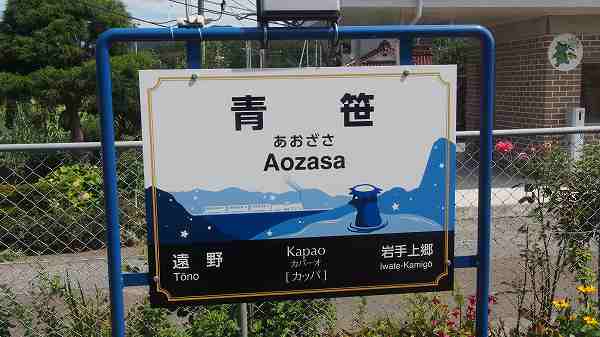 青笹
あおざさ
Aozasa
遠野
Tōno
Kapao
カパーオ
[カッパ]
岩手上郷
Iwate-Kamigō